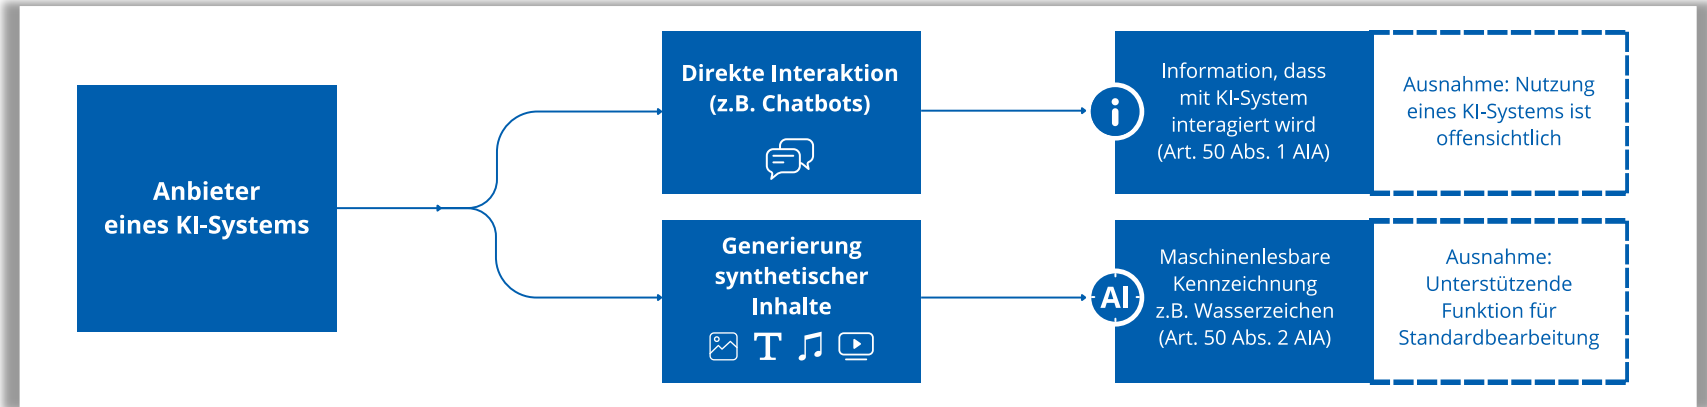 Anbieter
eines KI-Systems
Direkte Interaktion
(z.B. Chatbots)
Information, dass
mit KI-System
interagiert wird
(Art. 50 Abs. 1 AIA)
Ausnahme: Nutzung
eines KI-Systems ist
offensichtlich
Generierung
synthetischer
Inhalte
T
AI
Maschinenlesbare
Kennzeichnung
z.B. Wasserzeichen
(Art. 50 Abs. 2 AIA)
Ausnahme:
Unterstützende
Funktion für
Standardbearbeitung